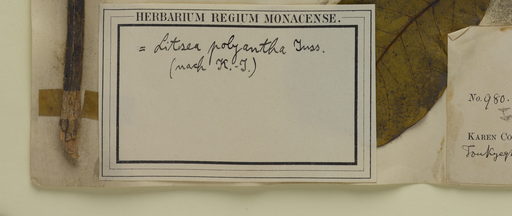 HERBARIUM REGIUM MONACENSE.
= Litsea polyantha Juss.
(nach K.-J.)
No. 980.
KAREN CO